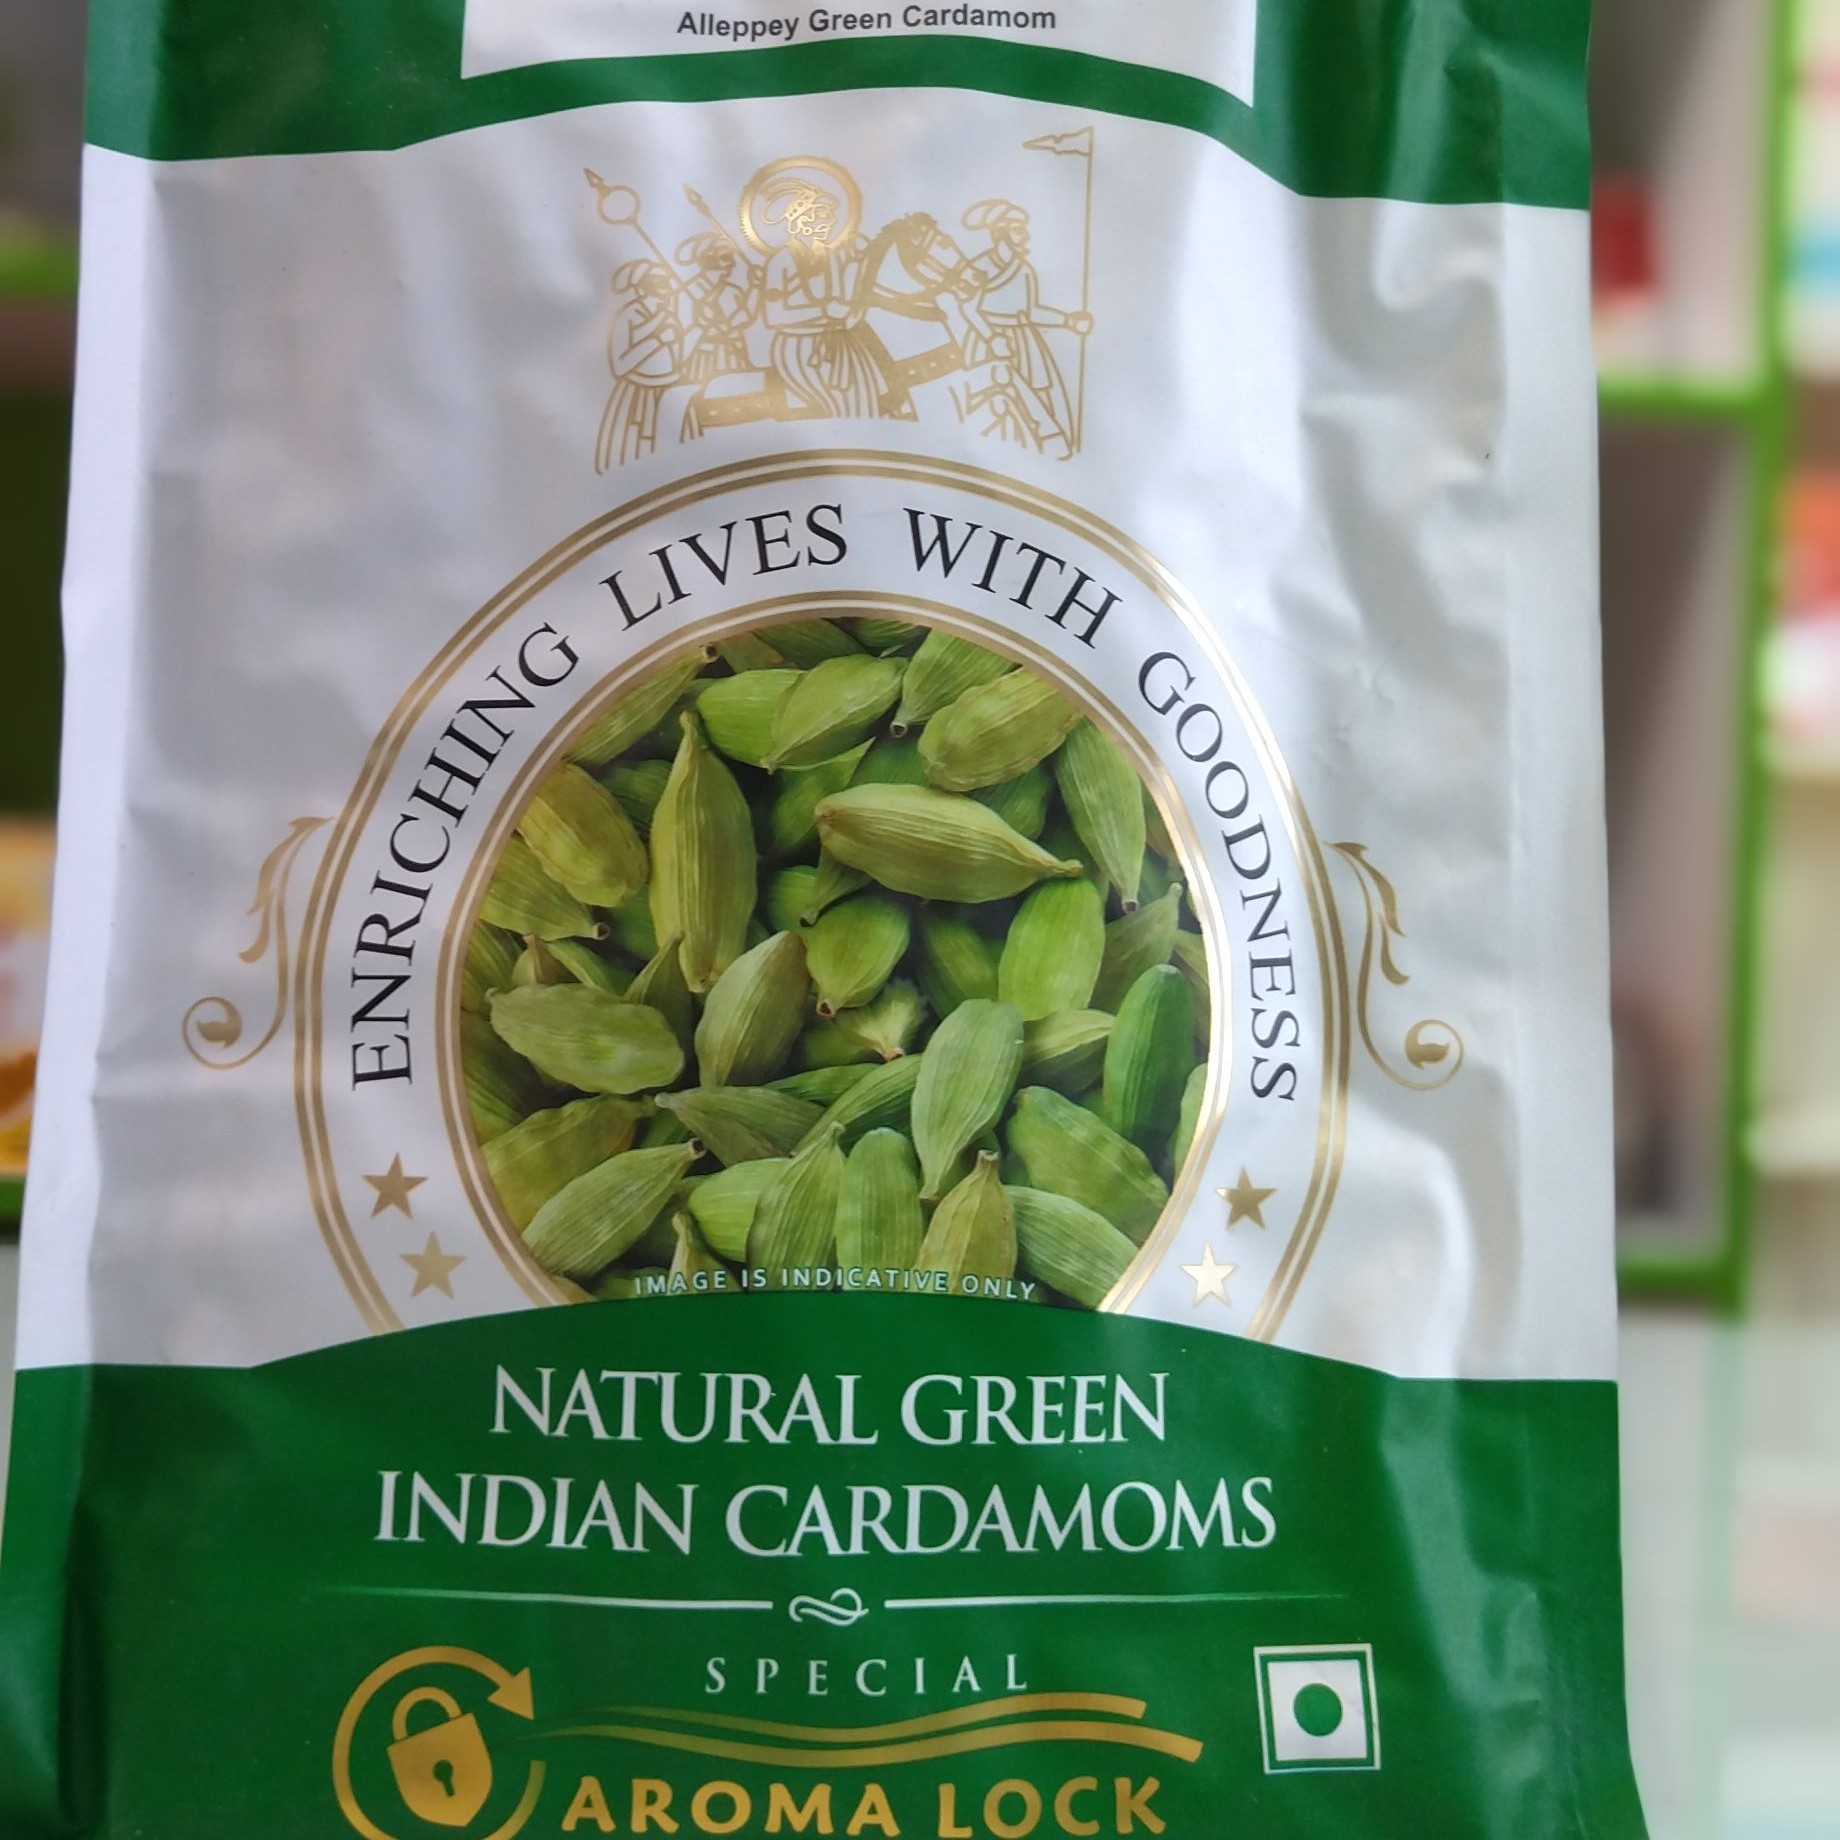 Alleppey Green Cardamom
ENRICHING LIVES WITH GOODNESS
IMAGE IS INDICATIVE ONLY
NATURAL GREEN
INDIAN CARDAMOMS
SPECIAL
AROMA LOCK